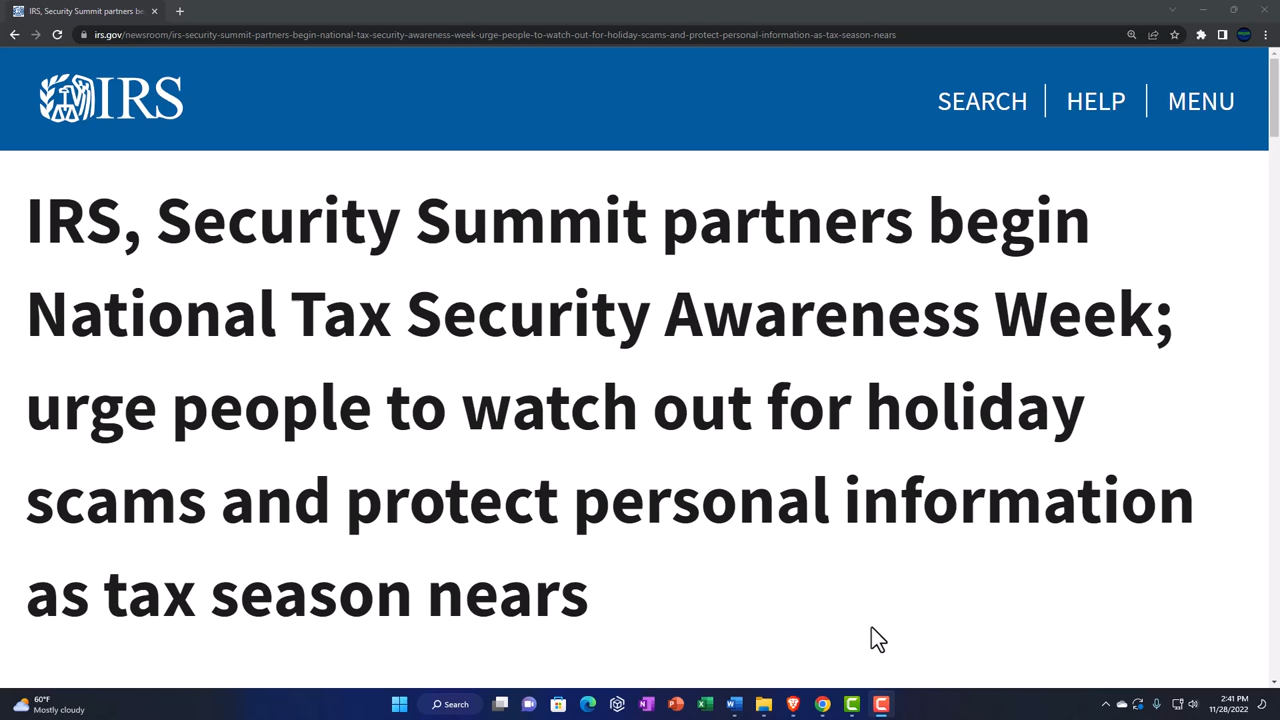 IRS, Security Summit partners be
irs.gov/newsroom/irs-security-summit-partners-begin-national-tax-security-awareness-week-urge-people-to-watch-out-for-holiday-scams-and-protect-personal-information-as-tax-season-nears
IRS
SEARCH
HELP
MENU
IRS, Security Summit partners begin
National Tax Security Awareness Week;
urge people to watch out for holiday
scams and protect personal information
as tax season nears
60°F
Mostly cloudy
Search
2:41 PM
11/28/2022